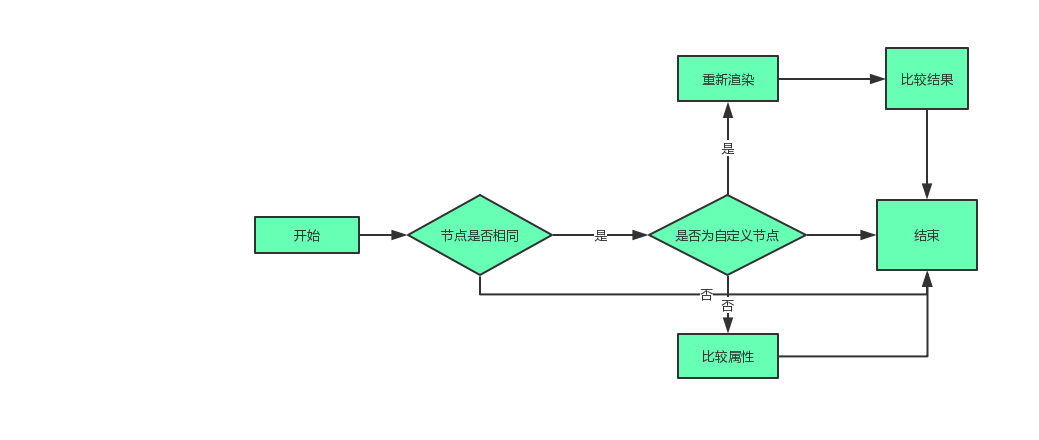 重新渲染
比较结果
是
开始
节点是否相同
是
是否为自定义节点
结束
否
否
比较属性